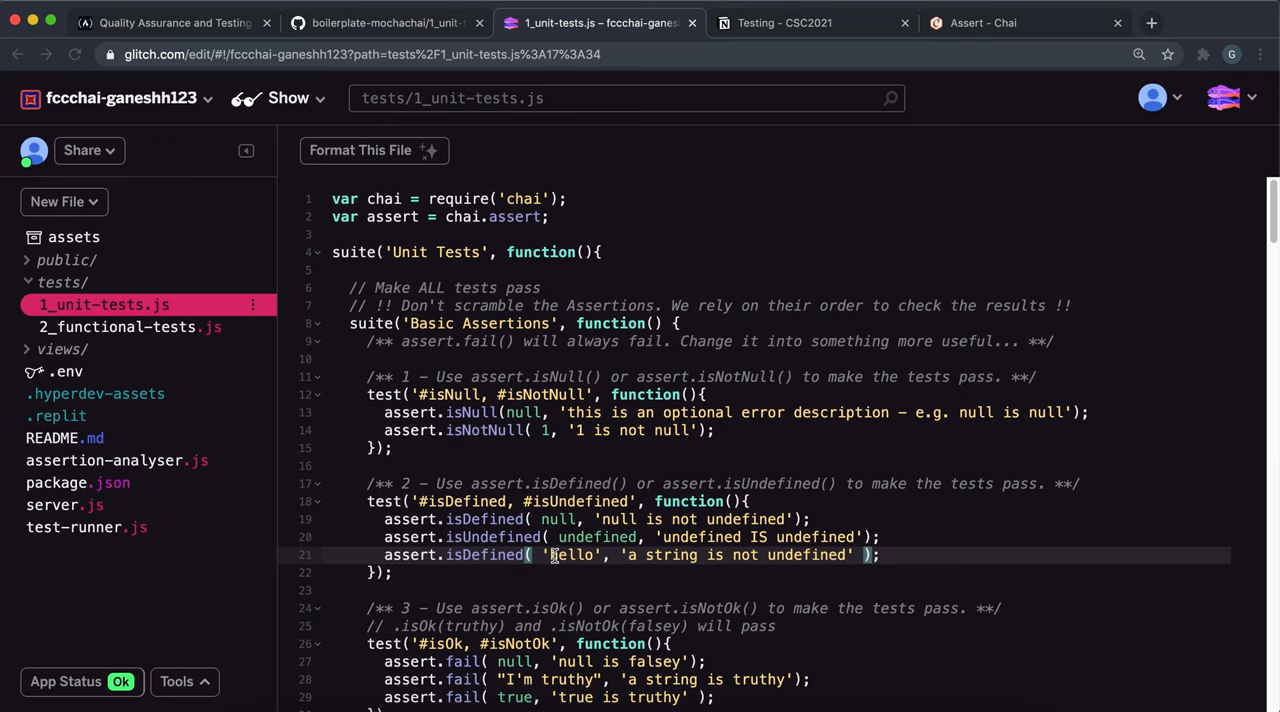 Quality Assurance and Testing
boilerplate-mochachai/1_unit-t
1_unit-tests.js – fccchai-ganesh
Testing - CSC2021
Assert - Chai
glitch.com/edit/#!/fccchai-ganeshh123?path=tests%2F1_unit-tests.js%3A17%3A34
G
fccchai-ganeshh123
Show
tests/1_unit-tests.js
Share
Format This File
New File
assets
public/
tests/
1_unit-tests.js
2_functional-tests.js
views/
.env
.hyperdev-assets
.replit
README.md
assertion-analyser.js
package.json
server.js
test-runner.js
App Status Ok
Tools
1 var chai = require('chai');
2 var assert = chai.assert;
3
4 suite('Unit Tests', function(){
5
6 // Make ALL tests pass
7 // !! Don't scramble the Assertions. We rely on their order to check the results !!
8 suite('Basic Assertions', function() {
9 /** assert.fail() will always fail. Change it into something more useful... **/
10
11 /** 1 - Use assert.isNull() or assert.isNotNull() to make the tests pass. **/
12 test('#isNull, #isNotNull', function(){
13 assert.isNull(null, 'this is an optional error description - e.g. null is null');
14 assert.isNotNull( 1, '1 is not null');
15 });
16
17 /** 2 - Use assert.isDefined() or assert.isUndefined() to make the tests pass. **/
18 test('#isDefined, #isUndefined', function(){
19 assert.isDefined( null, 'null is not undefined');
20 assert.isUndefined( undefined, 'undefined IS undefined');
21 assert.isDefined( 'hello', 'a string is not undefined' );
22 });
23
24 /** 3 - Use assert.isOk() or assert.isNotOk() to make the tests pass. **/
25 // .isOk(truthy) and .isNotOk(falsey) will pass
26 test('#isOk, #isNotOk', function(){
27 assert.fail( null, 'null is falsey');
28 assert.fail( "I'm truthy", 'a string is truthy');
29 assert.fail( true, 'true is truthy' );